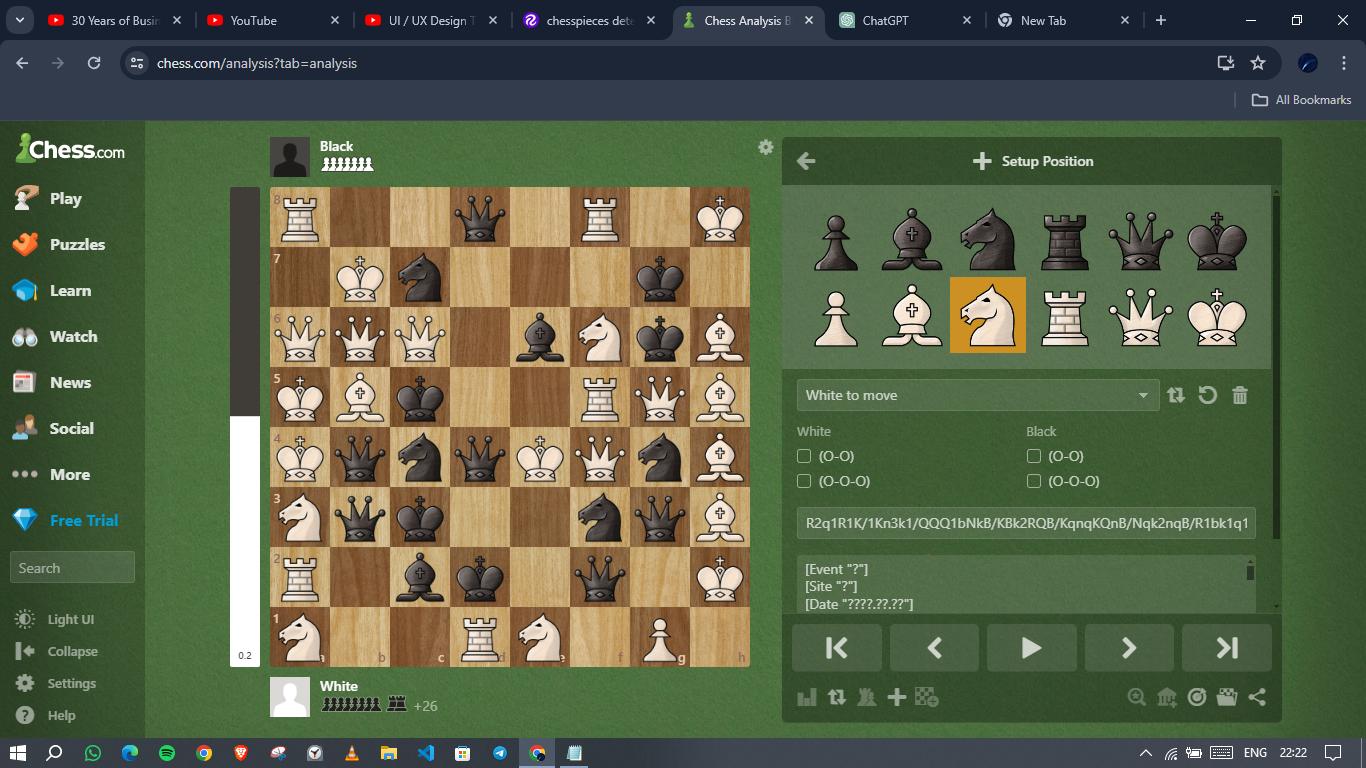 30 Years of Busin
YouTube
UI / UX Design T
chesspieces dete
Chess Analysis B
ChatGPT
New Tab
chess.com/analysis?tab=analysis
All Bookmarks
Chess.com
Play
Puzzles
Learn
Watch
News
Social
More
Free Trial
Search
Light UI
Collapse
Settings
Help
Black
8
7
6
5
4
3
2
1
a
b
c
d
e
f
g
h
0.2
White
+26
Setup Position
White to move
White
Black
(O-O)
(O-O)
(O-O-O)
(O-O-O)
R2q1R1K/1Kn3k1/QQQ1bNkB/KBk2RQB/KqnqKQnB/Nqk2nqB/R1bk1q1
[Event "?"]
[Site "?"]
[Date "????.??.??"]
ENG
22:22